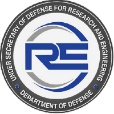 UNDER SECRETARY OF DEFENSE FOR RESEARCH AND ENGINEERING
RE
DEPARTMENT OF DEFENSE